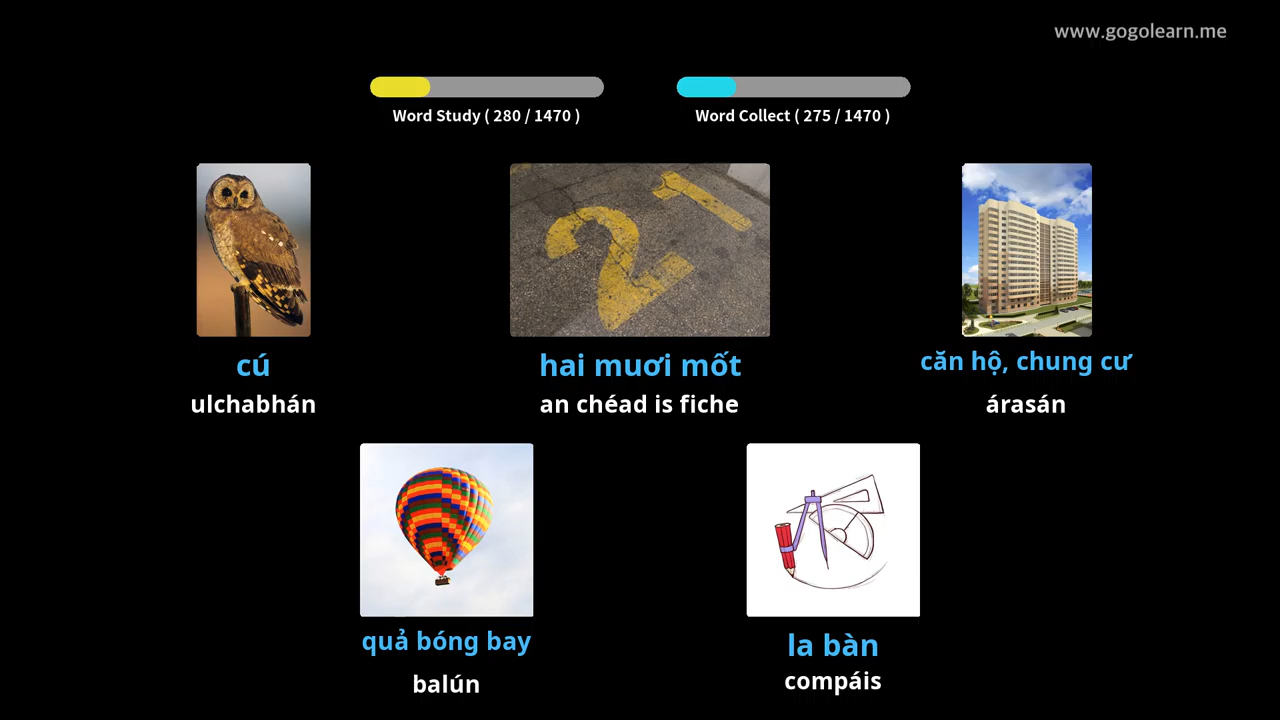 www.gogolearn.me
Word Study ( 280 / 1470 )
Word Collect ( 275 / 1470 )
21
cú
ulchabhán
hai mươi mốt
an chéad is fiche
căn hộ, chung cư
árasán
quả bóng bay
balún
la bàn
compáis